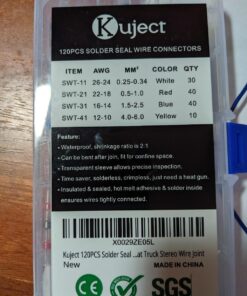 Kuject
120PCS SOLDER SEAL WIRE CONNECTORS
ITEM AWG MM² COLOR QTY
SWT-11 26-24 0.25-0.34 White 30
SWT-21 22-18 0.5-1.0 Red 40
SWT-31 16-14 1.5-2.5 Blue 40
SWT-41 12-10 4.0-6.0 Yellow 10
Feature:
• Waterproof, shrinkage ratio is 2:1
• Can be bent after join, fit for confine space.
• Transparent sleeve allows precise inspection.
• Time saving, solderless, crimpless, just need a heat gun.
• Insulated & sealed, hot melt adhesive & solder inside
ensures wire tightly connected.
X0029ZE05L
Kuject 120PCS Solder Seal ...at Truck Stereo Wire Joint
New
MADE IN CHINA
SGS